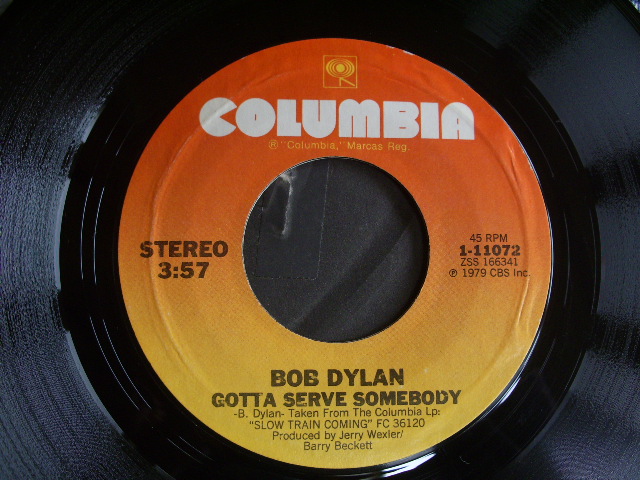 COLUMBIA
® "Columbia," Marcas Reg.
STEREO
3:57
45 RPM
1-11072
ZSS 166341
℗ 1979 CBS Inc.
BOB DYLAN
GOTTA SERVE SOMEBODY
-B. Dylan- Taken From The Columbia Lp:
"SLOW TRAIN COMING" FC 36120
Produced by Jerry Wexler/
Barry Beckett